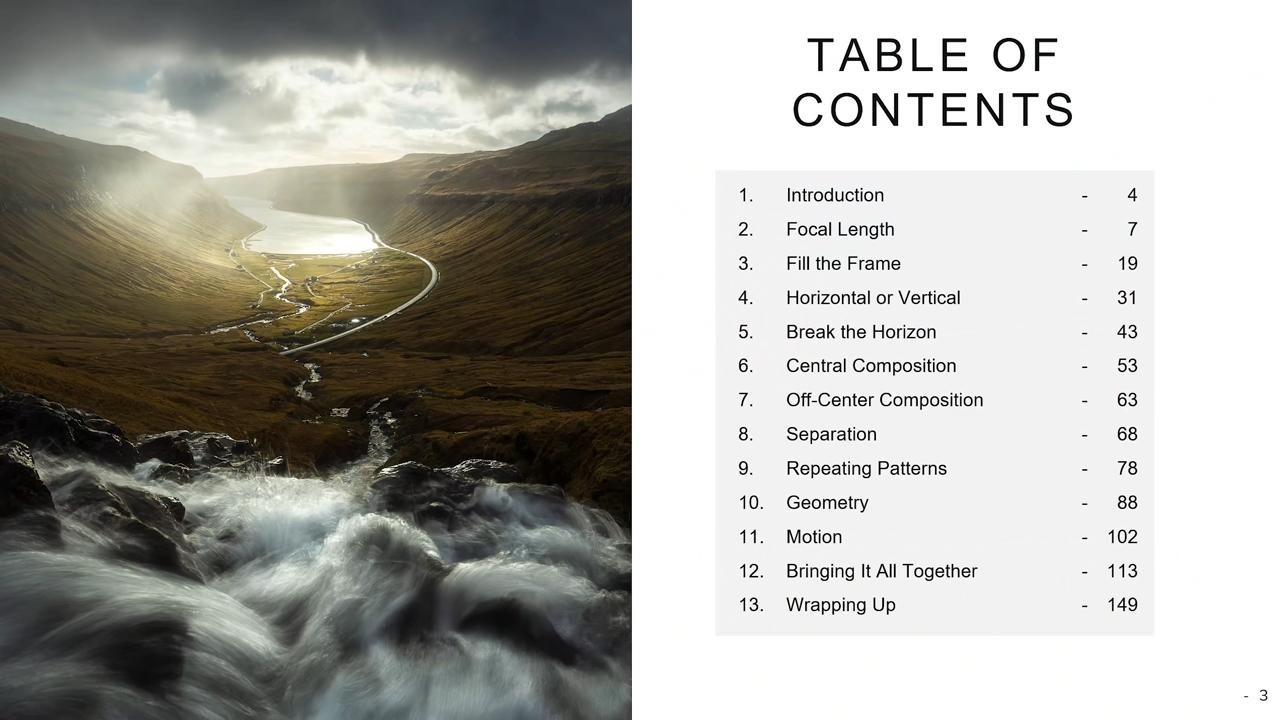 TABLE OF
CONTENTS
1. Introduction - 4
2. Focal Length - 7
3. Fill the Frame - 19
4. Horizontal or Vertical - 31
5. Break the Horizon - 43
6. Central Composition - 53
7. Off-Center Composition - 63
8. Separation - 68
9. Repeating Patterns - 78
10. Geometry - 88
11. Motion - 102
12. Bringing It All Together - 113
13. Wrapping Up - 149
- 3